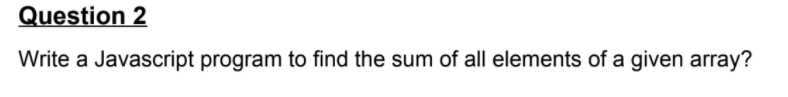 Question 2
Write a Javascript program to find the sum of all elements of a given array?